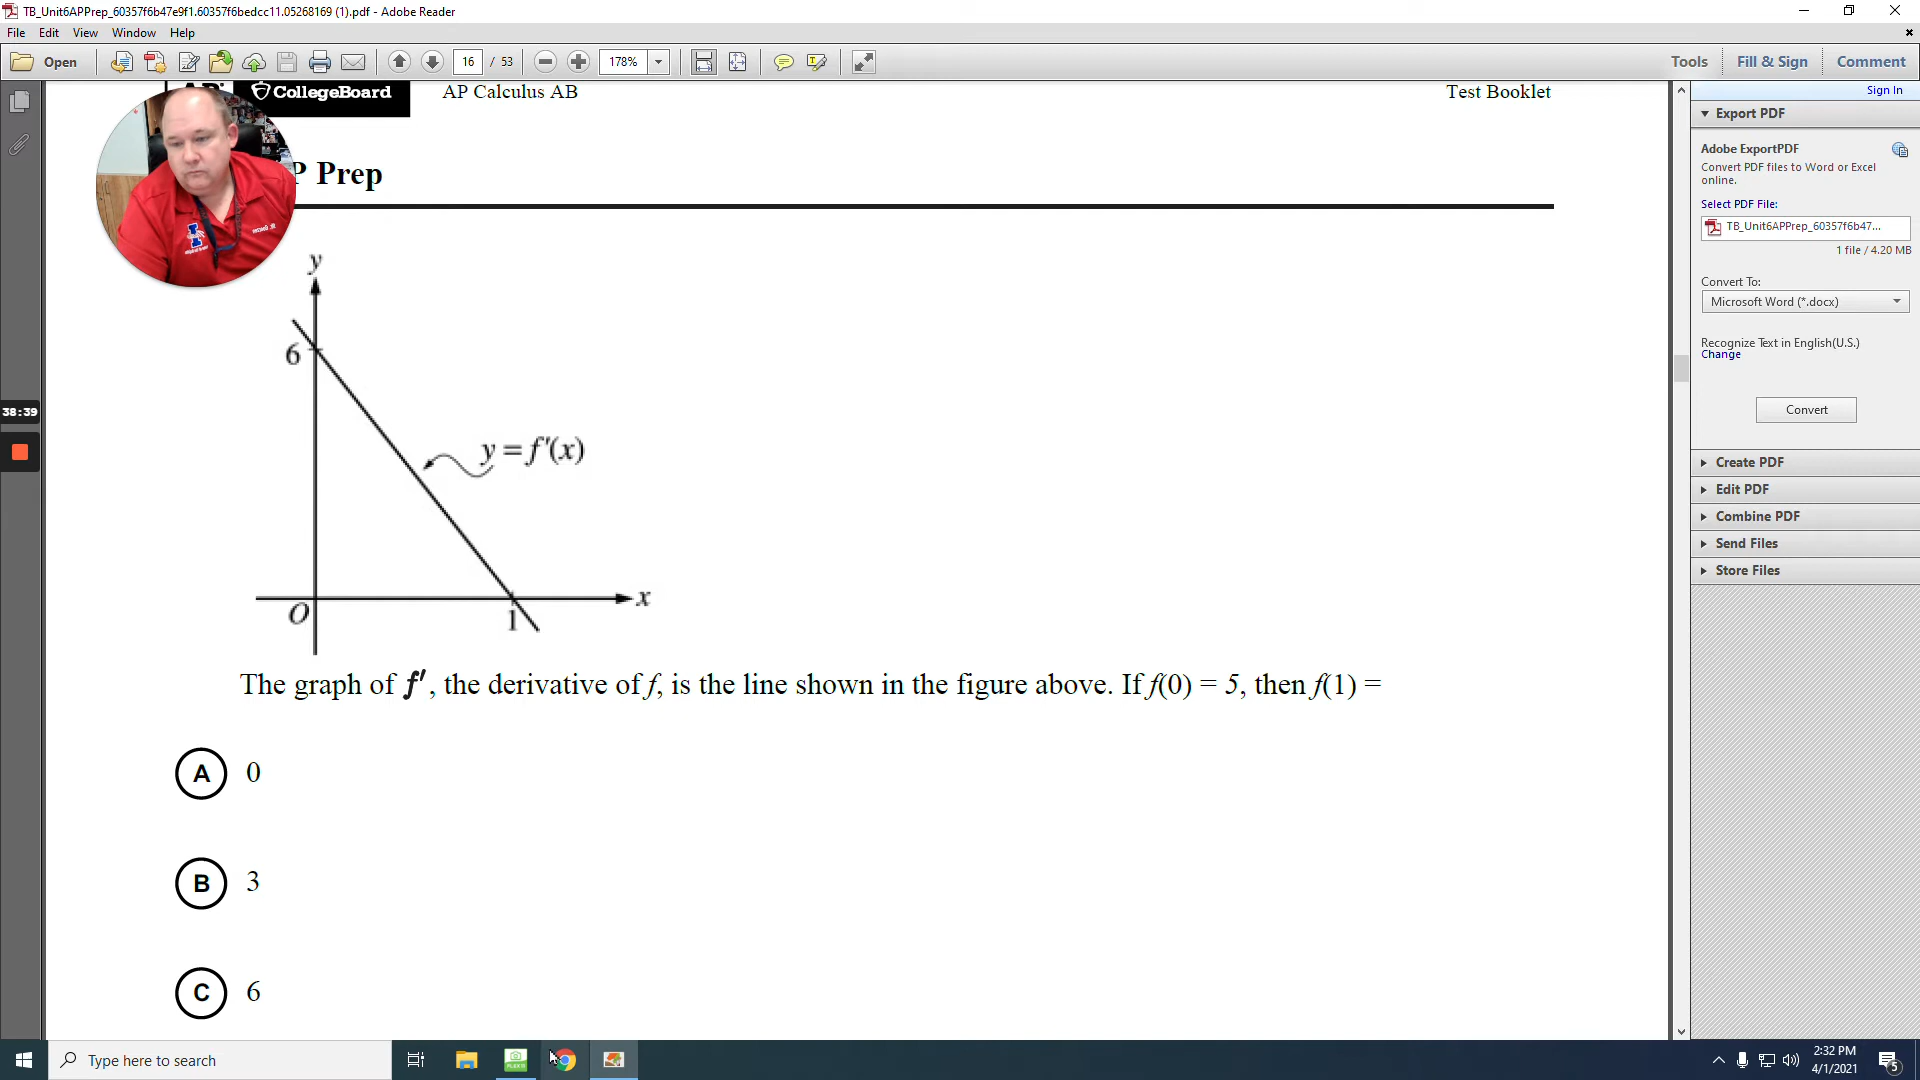 TB_Unit6APPrep_60357f6b47e9f1.60357f6bedcc11.05268169 (1).pdf - Adobe Reader
File Edit View Window Help
Open 16 / 53 178% Tools Fill & Sign Comment
Sign In
CollegeBoard AP Calculus AB Test Booklet
P Prep
y
6
y = f'(x)
O
1
x
The graph of f', the derivative of f, is the line shown in the figure above. If f(0) = 5, then f(1) =
A 0
B 3
C 6
38:39
Export PDF
Adobe ExportPDF
Convert PDF files to Word or Excel
online.
Select PDF File:
TB_Unit6APPrep_60357f6b47...
1 file / 4.20 MB
Convert To:
Microsoft Word (*.docx)
Recognize Text in English(U.S.)
Change
Convert
Create PDF
Edit PDF
Combine PDF
Send Files
Store Files
Type here to search
2:32 PM
4/1/2021
5